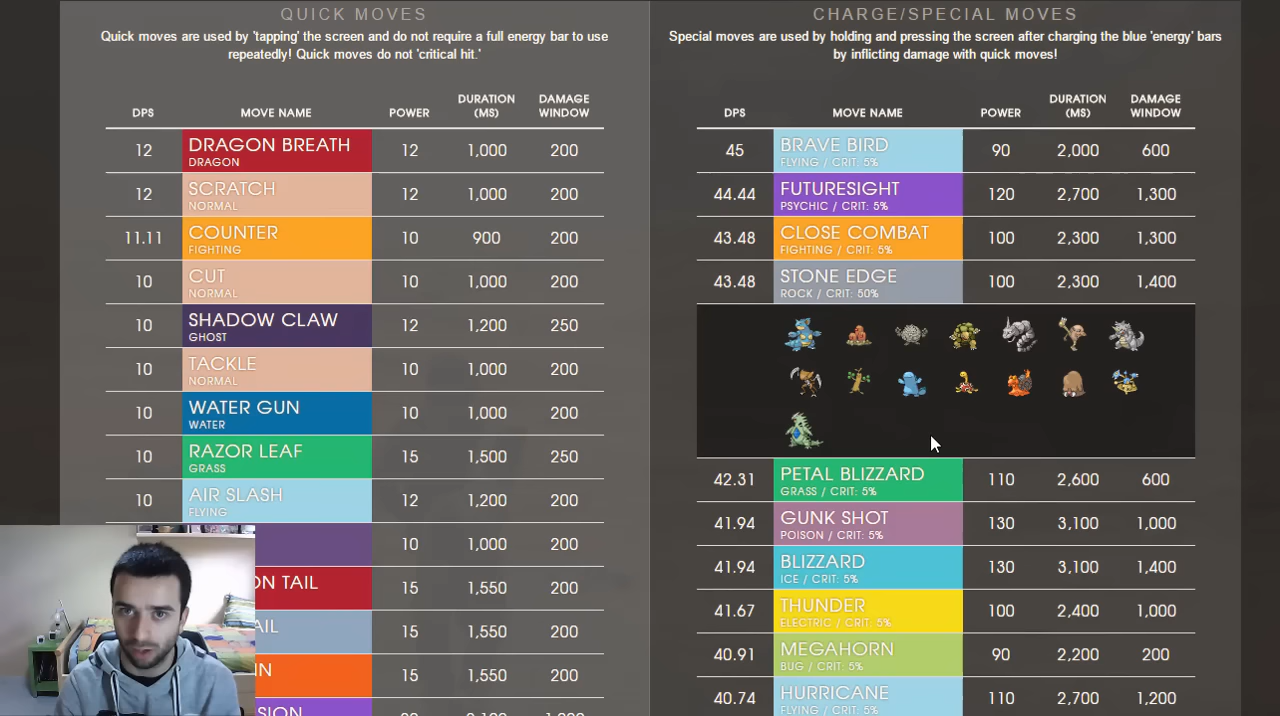 QUICK MOVES
Quick moves are used by 'tapping' the screen and do not require a full energy bar to use
repeatedly! Quick moves do not 'critical hit.'
DPS MOVE NAME POWER DURATION (MS) DAMAGE WINDOW
12 DRAGON BREATH 12 1,000 200
DRAGON
12 SCRATCH 12 1,000 200
NORMAL
11.11 COUNTER 10 900 200
FIGHTING
10 CUT 10 1,000 200
NORMAL
10 SHADOW CLAW 12 1,200 250
GHOST
10 TACKLE 10 1,000 200
NORMAL
10 WATER GUN 10 1,000 200
WATER
10 RAZOR LEAF 15 1,500 250
GRASS
10 AIR SLASH 12 1,200 200
FLYING
10 1,000 200
ON TAIL 15 1,550 200
AIL 15 1,550 200
IN 15 1,550 200
SION
CHARGE/SPECIAL MOVES
Special moves are used by holding and pressing the screen after charging the blue 'energy' bars
by inflicting damage with quick moves!
DPS MOVE NAME POWER DURATION (MS) DAMAGE WINDOW
45 BRAVE BIRD 90 2,000 600
FLYING / CRIT: 5%
44.44 FUTURESIGHT 120 2,700 1,300
PSYCHIC / CRIT: 5%
43.48 CLOSE COMBAT 100 2,300 1,300
FIGHTING / CRIT: 5%
43.48 STONE EDGE 100 2,300 1,400
ROCK / CRIT: 50%
42.31 PETAL BLIZZARD 110 2,600 600
GRASS / CRIT: 5%
41.94 GUNK SHOT 130 3,100 1,000
POISON / CRIT: 5%
41.94 BLIZZARD 130 3,100 1,400
ICE / CRIT: 5%
41.67 THUNDER 100 2,400 1,000
ELECTRIC / CRIT: 5%
40.91 MEGAHORN 90 2,200 200
BUG / CRIT: 5%
40.74 HURRICANE 110 2,700 1,200
FLYING / CRIT: 5%